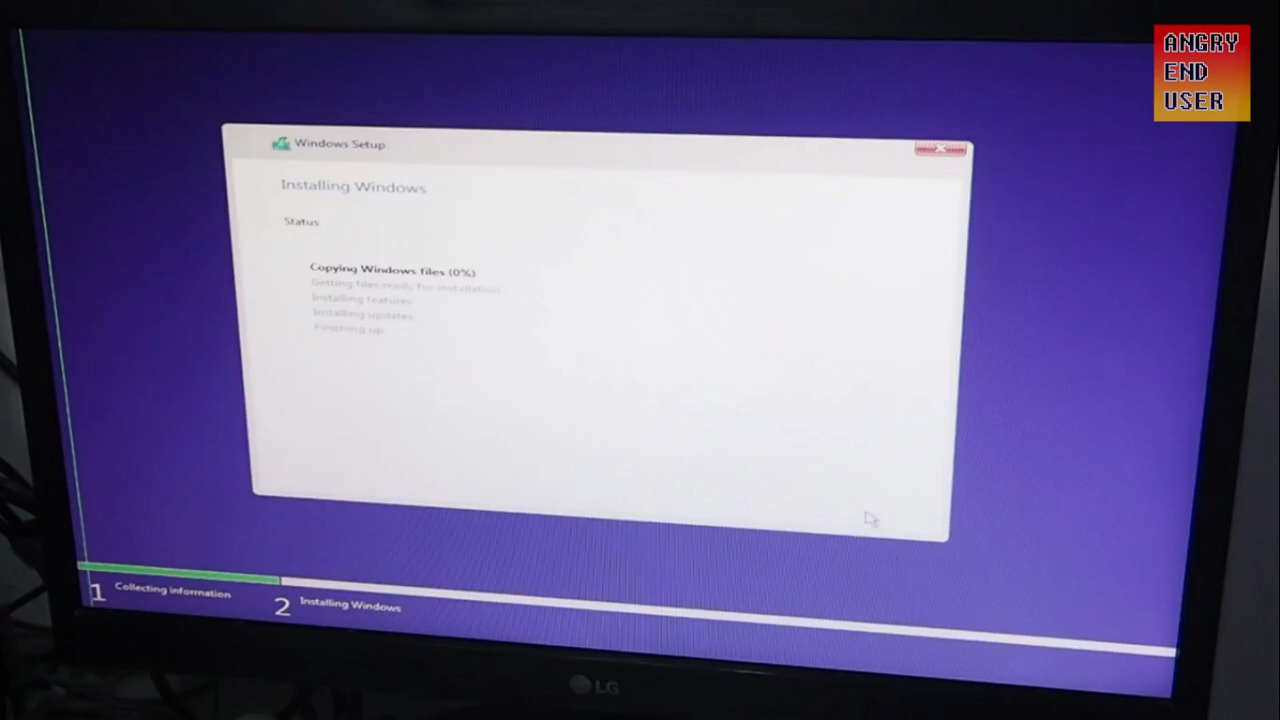 ANGRY
END
USER
Windows Setup
Installing Windows
Status
Copying Windows files (0%)
Getting files ready for installation
Installing features
Installing updates
Finishing up
1 Collecting information
2 Installing Windows
LG